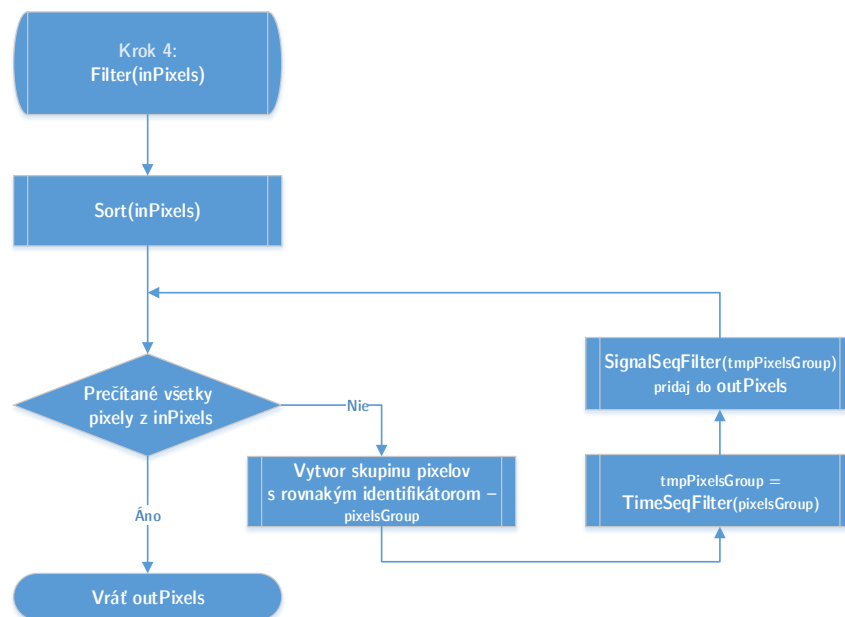 Krok 4:
Filter(inPixels)
Sort(inPixels)
Prečítané všetky
pixely z inPixels
Nie
Vytvor skupinu pixelov
s rovnakým identifikátorom –
pixelsGroup
tmpPixelsGroup =
TimeSeqFilter(pixelsGroup)
SignalSeqFilter(tmpPixelsGroup)
pridaj do outPixels
Áno
Vráť outPixels